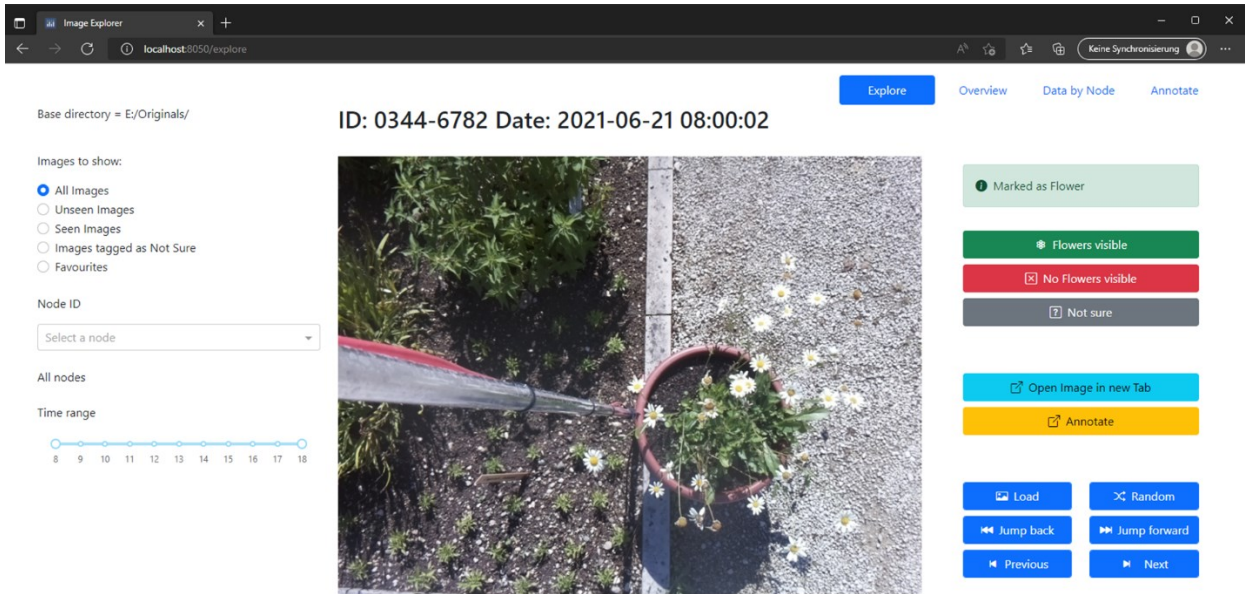 Image Explorer
localhost:8050/explore
Keine Synchronisierung
Explore Overview Data by Node Annotate
Base directory = E:/Originals/
ID: 0344-6782 Date: 2021-06-21 08:00:02
Images to show:
All Images
Unseen Images
Seen Images
Images tagged as Not Sure
Favourites
Node ID
Select a node
All nodes
Time range
8 9 10 11 12 13 14 15 16 17 18
Marked as Flower
Flowers visible
No Flowers visible
Not sure
Open Image in new Tab
Annotate
Load Random
Jump back Jump forward
Previous Next